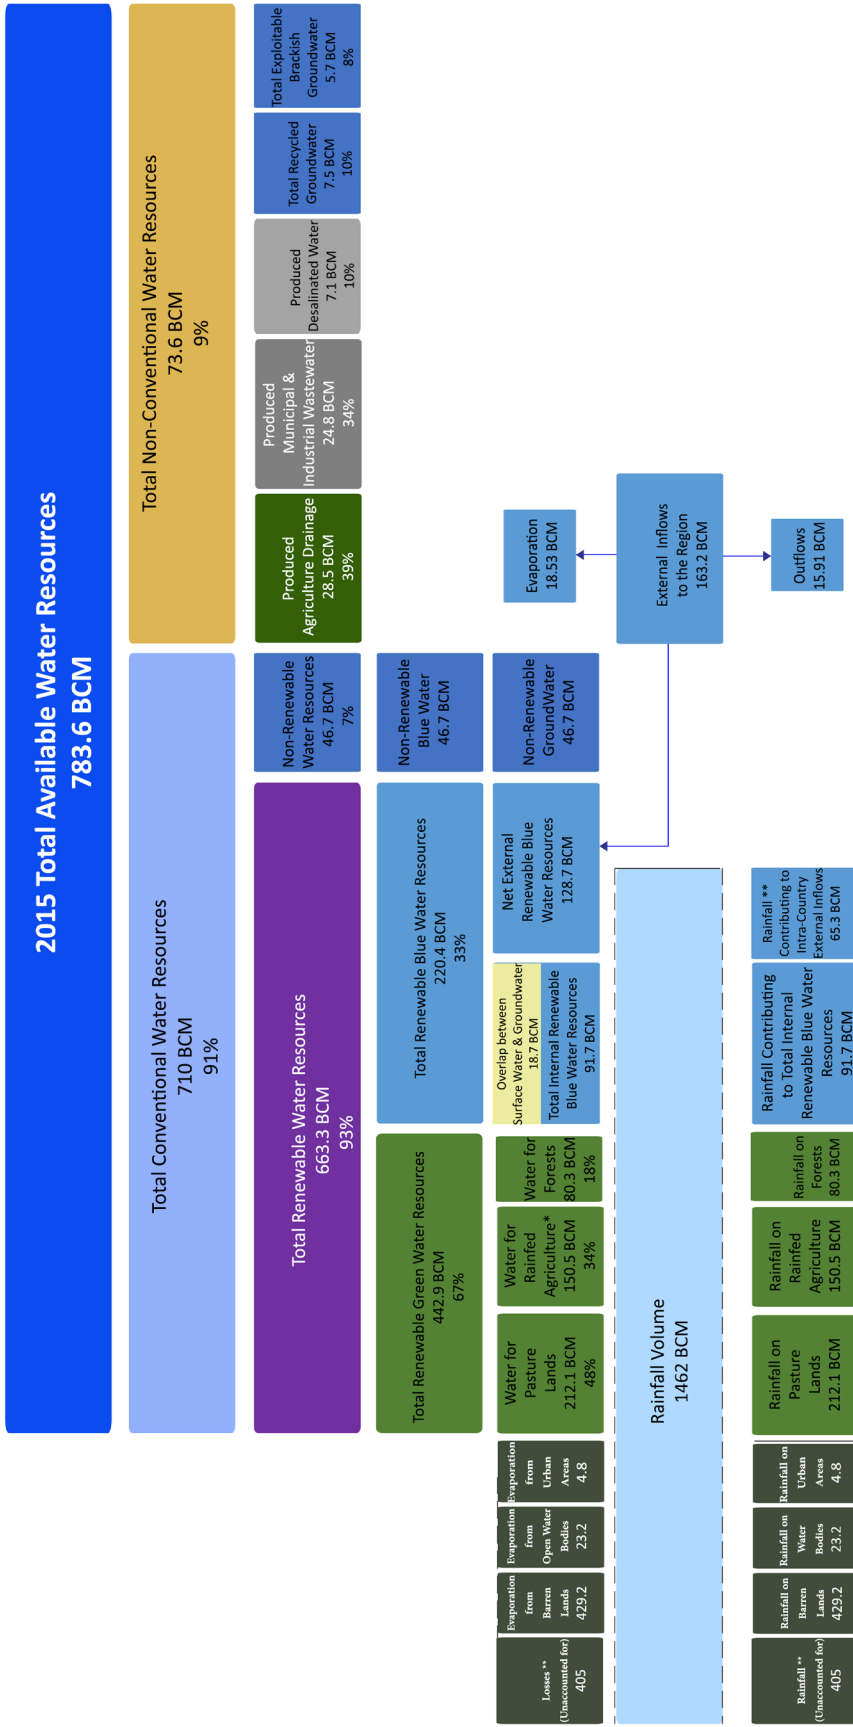 2015 Total Available Water Resources
783.6 BCM
Total Conventional Water Resources
710 BCM
91%
Total Non-Conventional Water Resources
73.6 BCM
9%
Total Renewable Water Resources
663.3 BCM
93%
Non-Renewable
Water Resources
46.7 BCM
7%
Produced
Agriculture Drainage
28.5 BCM
39%
Produced
Municipal &
Industrial Wastewater
24.8 BCM
34%
Produced
Desalinated Water
7.1 BCM
10%
Total Recycled
Groundwater
7.5 BCM
10%
Total Exploitable
Brackish
Groundwater
5.7 BCM
8%
Total Renewable Green Water Resources
442.9 BCM
67%
Total Renewable Blue Water Resources
220.4 BCM
33%
Non-Renewable
Blue Water
46.7 BCM
Losses **
(Unaccounted for)
405
Evaporation
from
Barren
Lands
429.2
Evaporation
from
Open Water
Bodies
23.2
Evaporation
from
Urban
Areas
4.8
Water for
Pasture
Lands
212.1 BCM
48%
Water for
Rainfed
Agriculture*
150.5 BCM
34%
Water for
Forests
80.3 BCM
18%
Overlap between
Surface Water & Groundwater
18.7 BCM
Total Internal Renewable
Blue Water Resources
91.7 BCM
Net External
Renewable Blue
Water Resources
128.7 BCM
Non-Renewable
GroundWater
46.7 BCM
Evaporation
18.53 BCM
Rainfall Volume
1462 BCM
External Inflows
to the Region
163.2 BCM
Rainfall **
(Unaccounted for)
405
Rainfall on
Barren
Lands
429.2
Rainfall on
Water
Bodies
23.2
Rainfall on
Urban
Areas
4.8
Rainfall on
Pasture
Lands
212.1 BCM
Rainfall on
Rainfed
Agriculture
150.5 BCM
Rainfall on
Forests
80.3 BCM
Rainfall Contributing
to Total Internal
Renewable Blue Water
Resources
91.7 BCM
Rainfall **
Contributing to
Intra-Country
External Inflows
65.3 BCM
Outflows
15.91 BCM